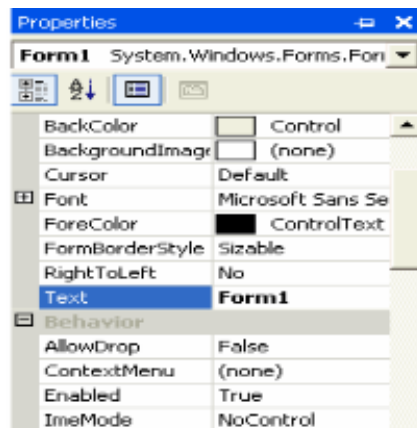 Properties
Form1 System.Windows.Forms.Forr
BackColor Control
BackgroundImage (none)
Cursor Default
Font Microsoft Sans Se
ForeColor ControlText
FormBorderStyle Sizable
RightToLeft No
Text Form1
Behavior
AllowDrop False
ContextMenu (none)
Enabled True
ImeMode NoControl